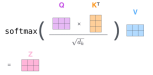 Q K^T V
softmax( × / √d_k )
Z
=